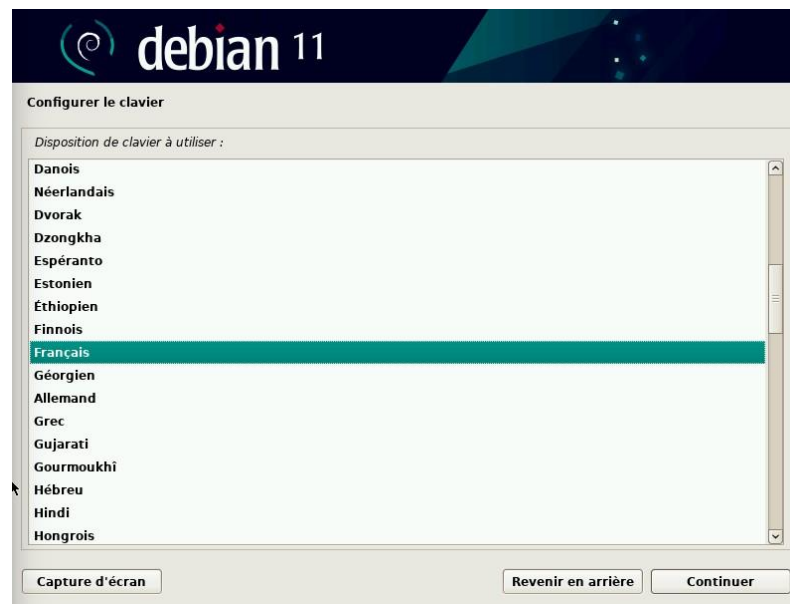 debian 11
Configurer le clavier
Disposition de clavier à utiliser :
Danois
Néerlandais
Dvorak
Dzongkha
Espéranto
Estonien
Éthiopien
Finnois
Français
Géorgien
Allemand
Grec
Gujarati
Gourmoukhî
Hébreu
Hindi
Hongrois
Capture d'écran Revenir en arrière Continuer